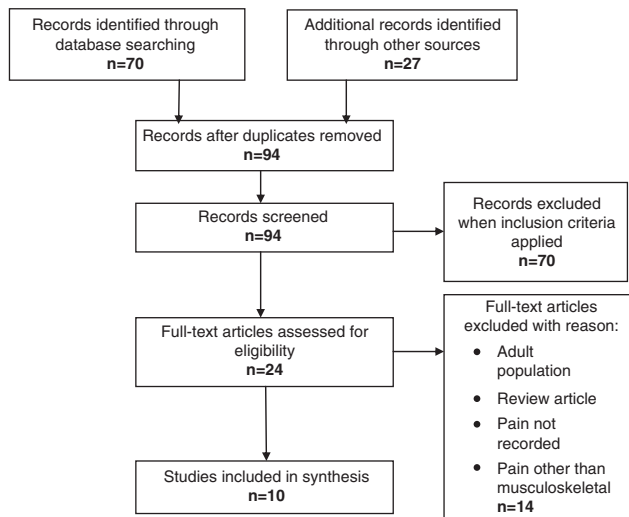 Records identified through
database searching
n=70
Additional records identified
through other sources
n=27
Records after duplicates removed
n=94
Records screened
n=94
Records excluded
when inclusion criteria
applied
n=70
Full-text articles assessed for
eligibility
n=24
Full-text articles
excluded with reason:
• Adult
population
• Review article
• Pain not
recorded
• Pain other than
musculoskeletal
n=14
Studies included in synthesis
n=10